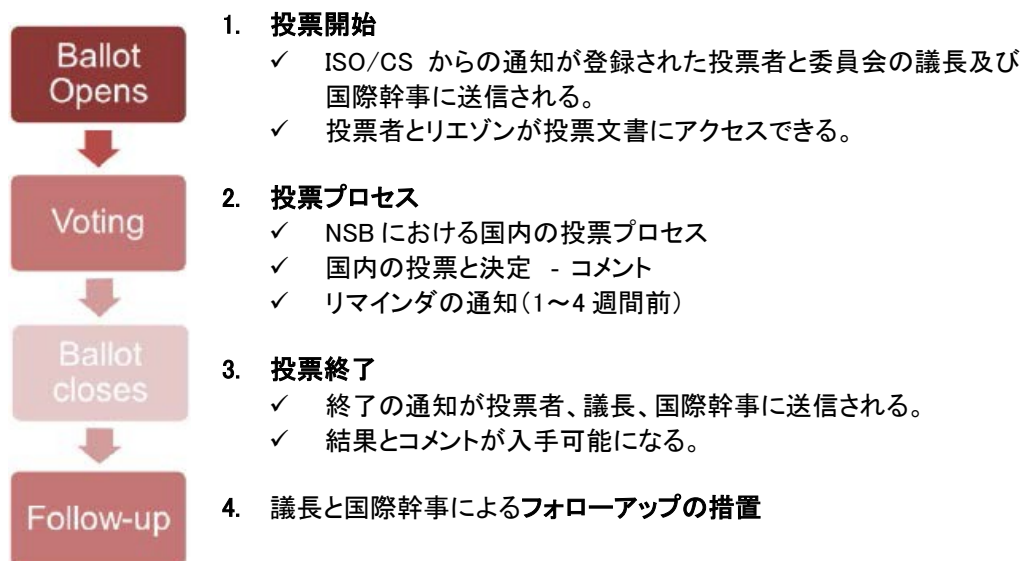 Ballot
Opens
1. 投票開始
✓ ISO/CS からの通知が登録された投票者と委員会の議長及び
国際幹事に送信される。
✓ 投票者とリエゾンが投票文書にアクセスできる。
Voting
2. 投票プロセス
✓ NSB における国内の投票プロセス
✓ 国内の投票と決定 - コメント
✓ リマインダの通知(1～4 週間前)
Ballot
closes
3. 投票終了
✓ 終了の通知が投票者、議長、国際幹事に送信される。
✓ 結果とコメントが入手可能になる。
Follow-up
4. 議長と国際幹事によるフォローアップの措置